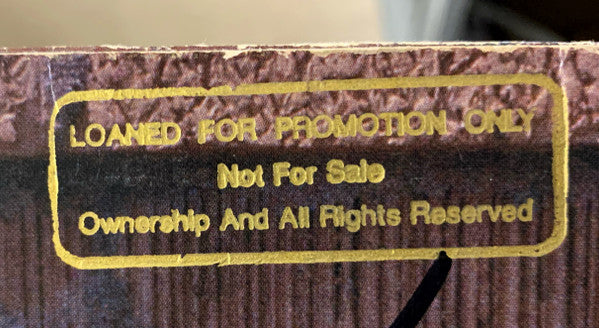 LOANED FOR PROMOTION ONLY
Not For Sale
Ownership And All Rights Reserved